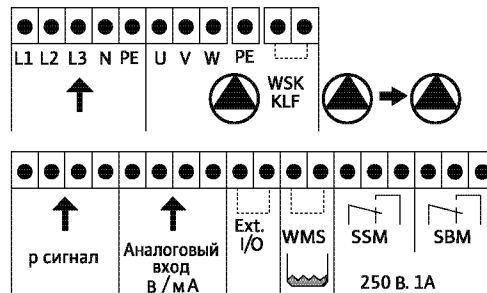 L1 L2 L3 N PE U V W PE
WSK
KLF
р сигнал
Аналоговый
вход
В / мА
Ext.
I/O
WMS
SSM
SBM
250 В. 1А